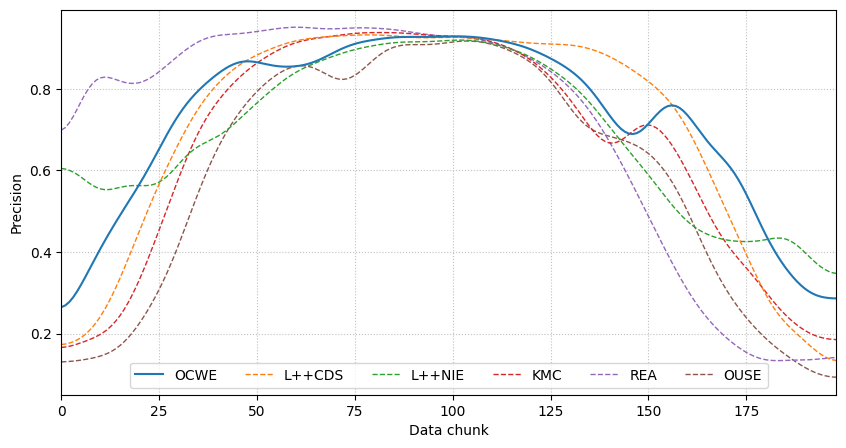 Precision
0.8
0.6
0.4
0.2
OCWE L++CDS L++NIE KMC REA OUSE
0 25 50 75 100 125 150 175
Data chunk